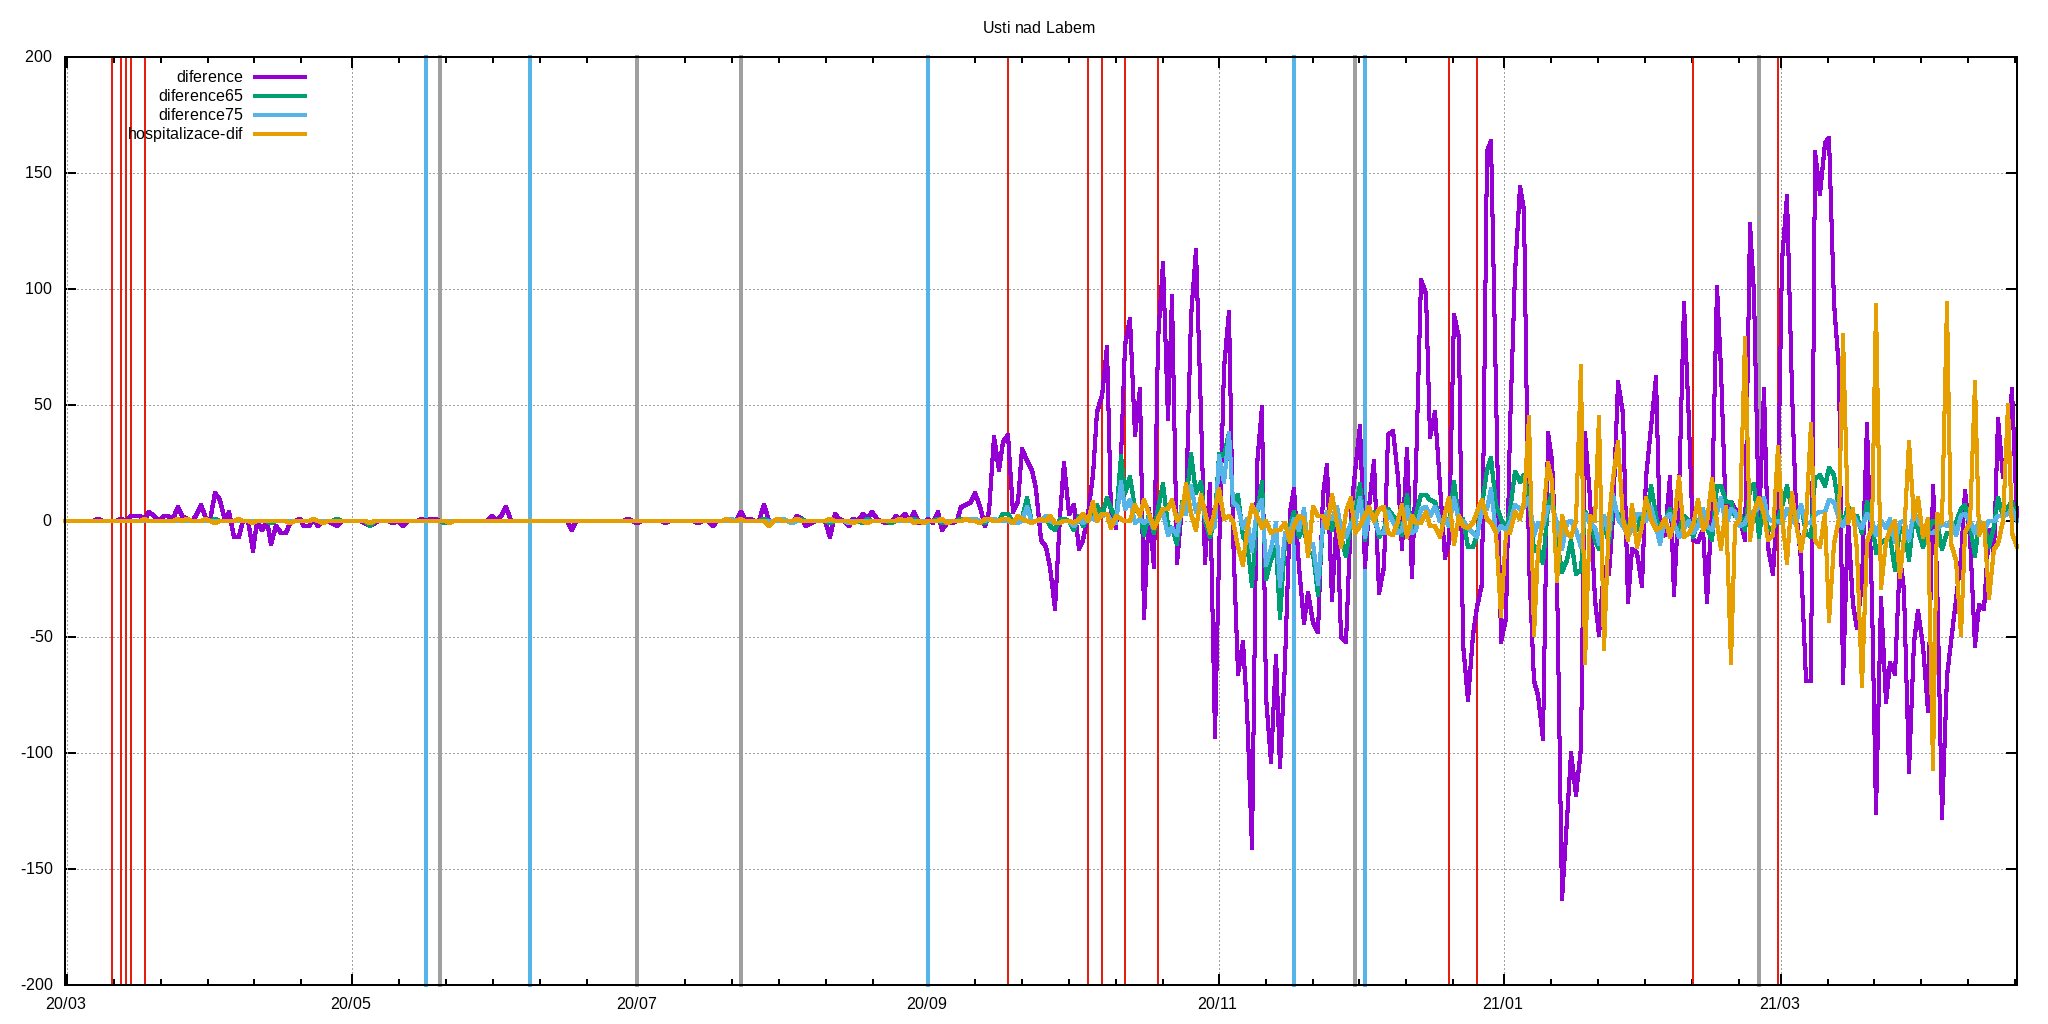 Usti nad Labem
200
150
100
50
0
-50
-100
-150
-200
diference
diference65
diference75
hospitalizace-dif
20/03 20/05 20/07 20/09 20/11 21/01 21/03